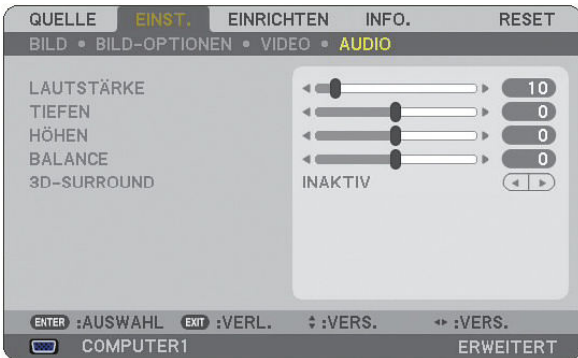 QUELLE EINST. EINRICHTEN INFO. RESET
BILD • BILD-OPTIONEN • VIDEO • AUDIO
LAUTSTÄRKE 10
TIEFEN 0
HÖHEN 0
BALANCE 0
3D-SURROUND INAKTIV
ENTER :AUSWAHL EXIT :VERL. :VERS. :VERS.
COMPUTER1 ERWEITERT